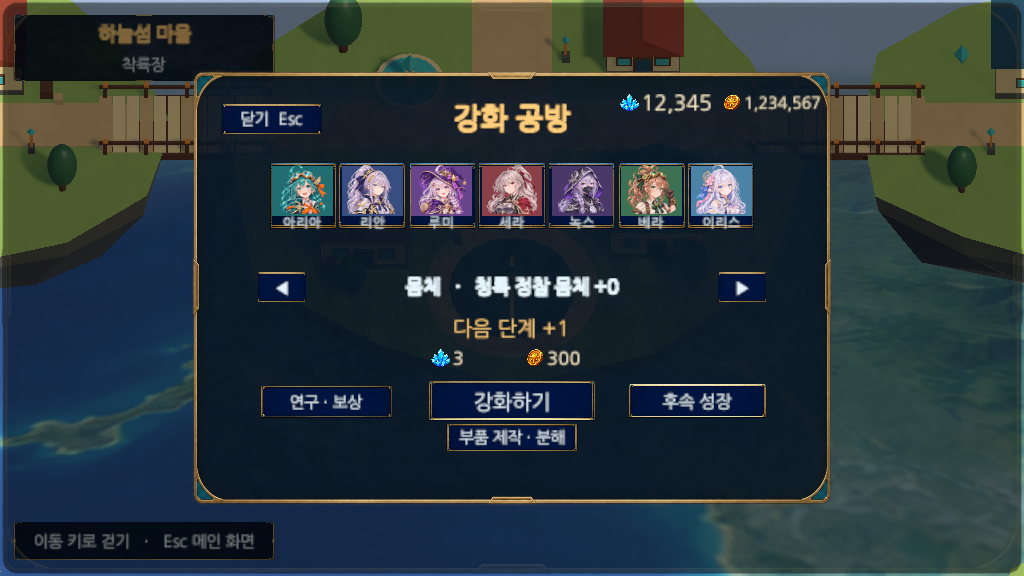 하늘섬 마을
착륙장
닫기 Esc
강화 공방
12,345 1,234,567
아리아 리안 루미 세라 녹스 베라 이리스
◀ 몸체 · 청록 정찰 몸체 +0 ▶
다음 단계 +1
3 300
연구 · 보상 강화하기 후속 성장
부품 제작 · 분해
이동 키로 걷기 · Esc 메인 화면